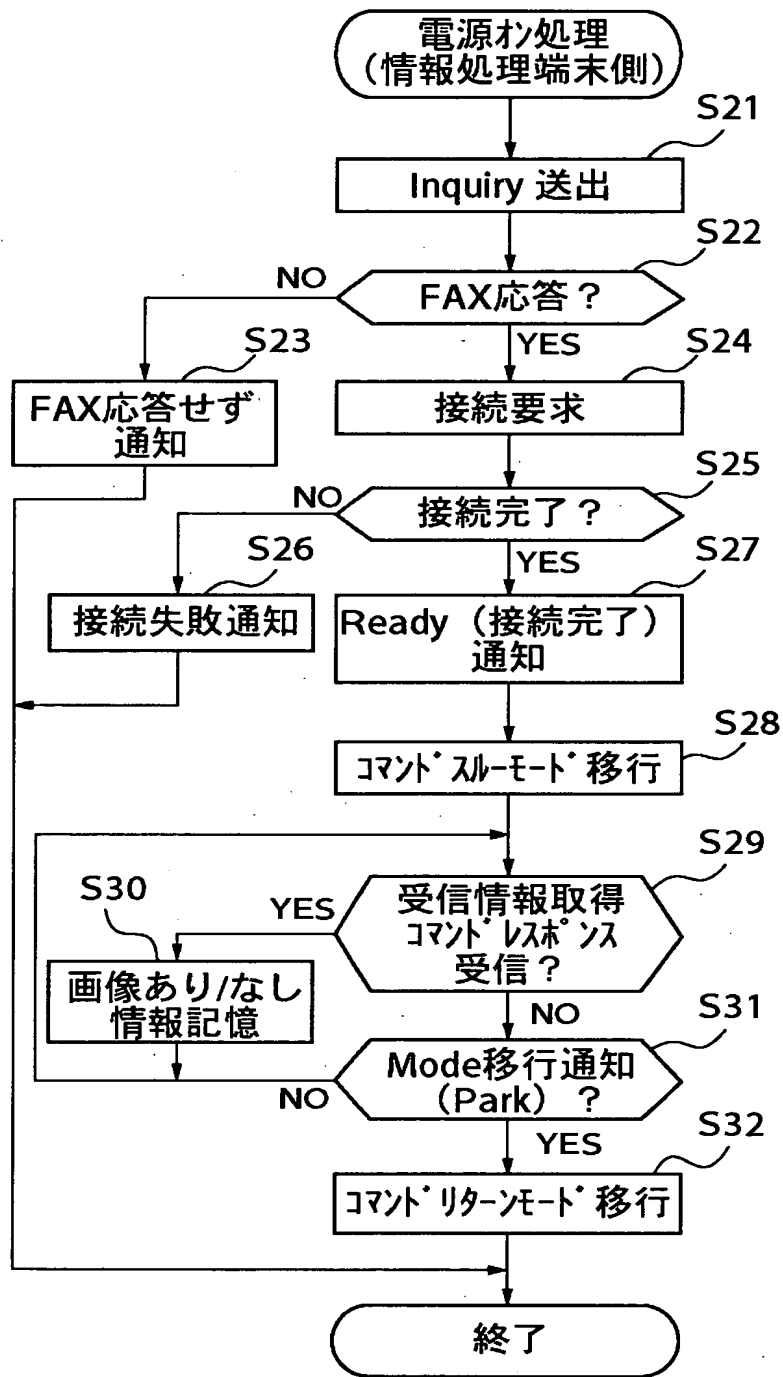 電源ｵﾝ処理
(情報処理端末側)
S21
Inquiry 送出
S22
NO
FAX応答？
YES
S23
S24
FAX応答せず
通知
接続要求
S25
NO
接続完了？
YES
S26
S27
接続失敗通知
Ready（接続完了）
通知
S28
ｺﾏﾝﾄﾞｽﾙｰﾓｰﾄﾞ移行
S29
S30
YES
受信情報取得
ｺﾏﾝﾄﾞﾚｽﾎﾟﾝｽ
受信？
画像あり/なし
情報記憶
NO
S31
Mode移行通知
（Park）？
NO
YES
S32
ｺﾏﾝﾄﾞﾘﾀｰﾝﾓｰﾄﾞ移行
終了